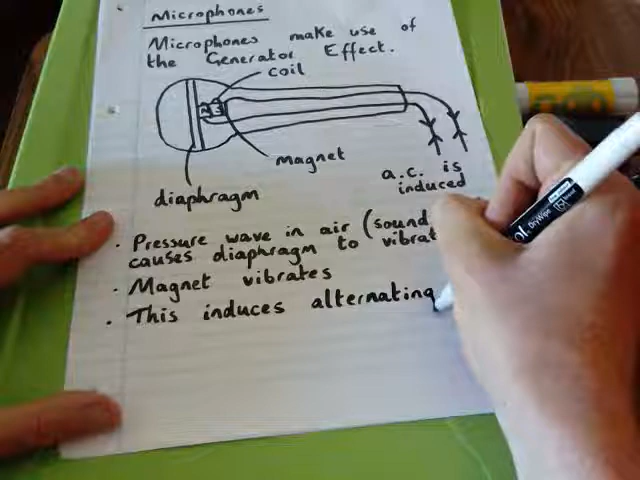 Microphones
Microphones make use of
the Generator Effect.
coil
magnet
diaphragm
a.c. is
induced
· Pressure wave in air (sound
causes diaphragm to vibrat
· Magnet vibrates
· This induces alternating
DryWipe